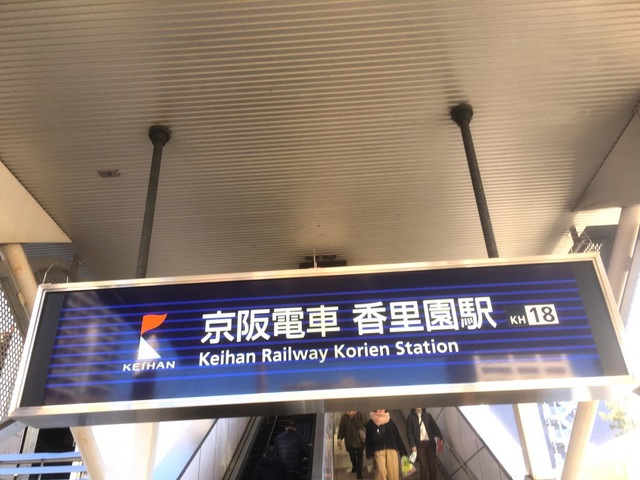 京阪電車 香里園駅 KH18
Keihan Railway Korien Station
KEIHAN